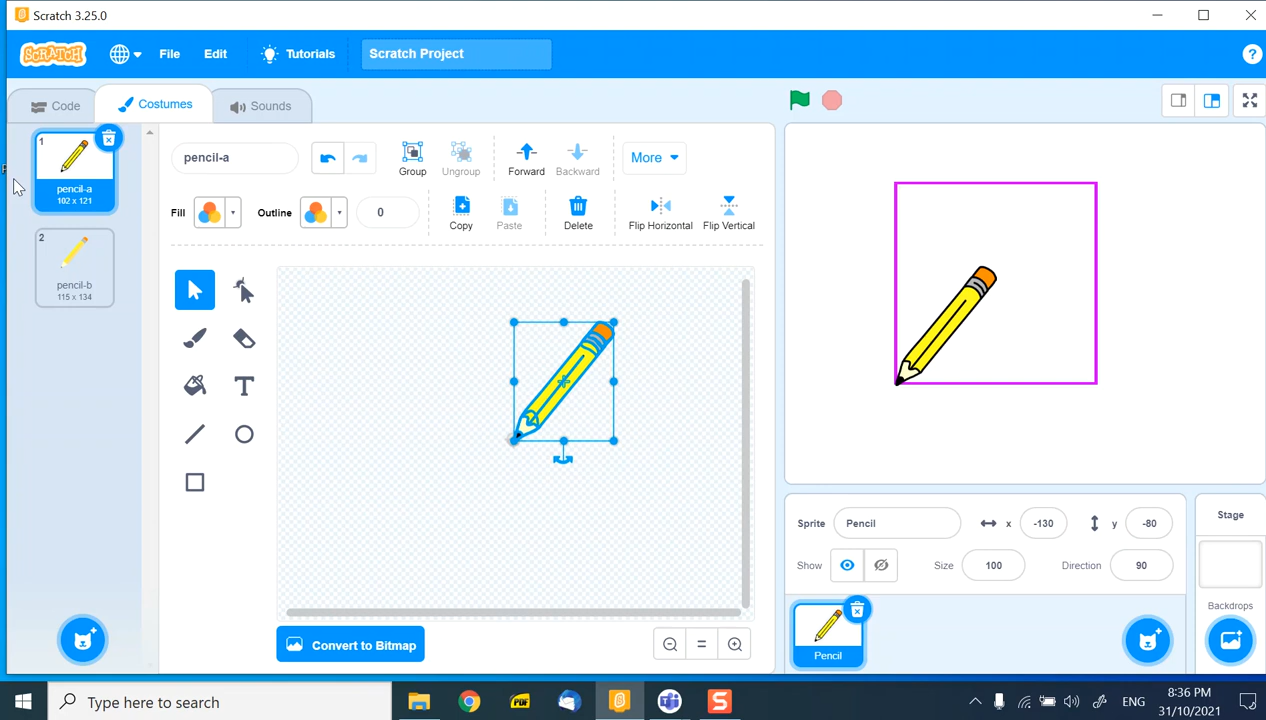 Scratch 3.25.0
SCRATCH File Edit Tutorials Scratch Project ?
Code Costumes Sounds
1
pencil-a
102 x 121
2
pencil-b
115 x 134
pencil-a
Group Ungroup Forward Backward More
Fill Outline 0
Copy Paste Delete Flip Horizontal Flip Vertical
T
Convert to Bitmap
Sprite Pencil x -130 y -80
Show Size 100 Direction 90
Pencil
Stage
Backdrops
Type here to search
PDF
S
ENG
8:36 PM
31/10/2021